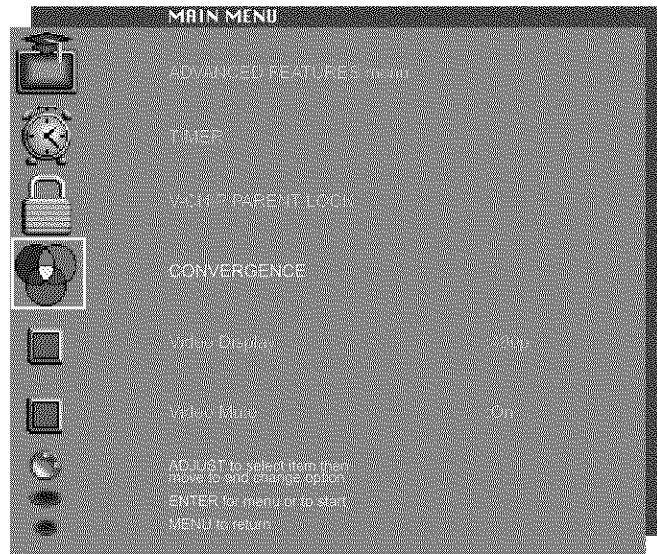 MAIN MENU
ADVANCED FEATURES menu
TIMER
V-CHIP PARENT LOCK
CONVERGENCE
Video Display
Video Mute On
ADJUST to select item then
move to and change option
ENTER for menu or to start
MENU to return